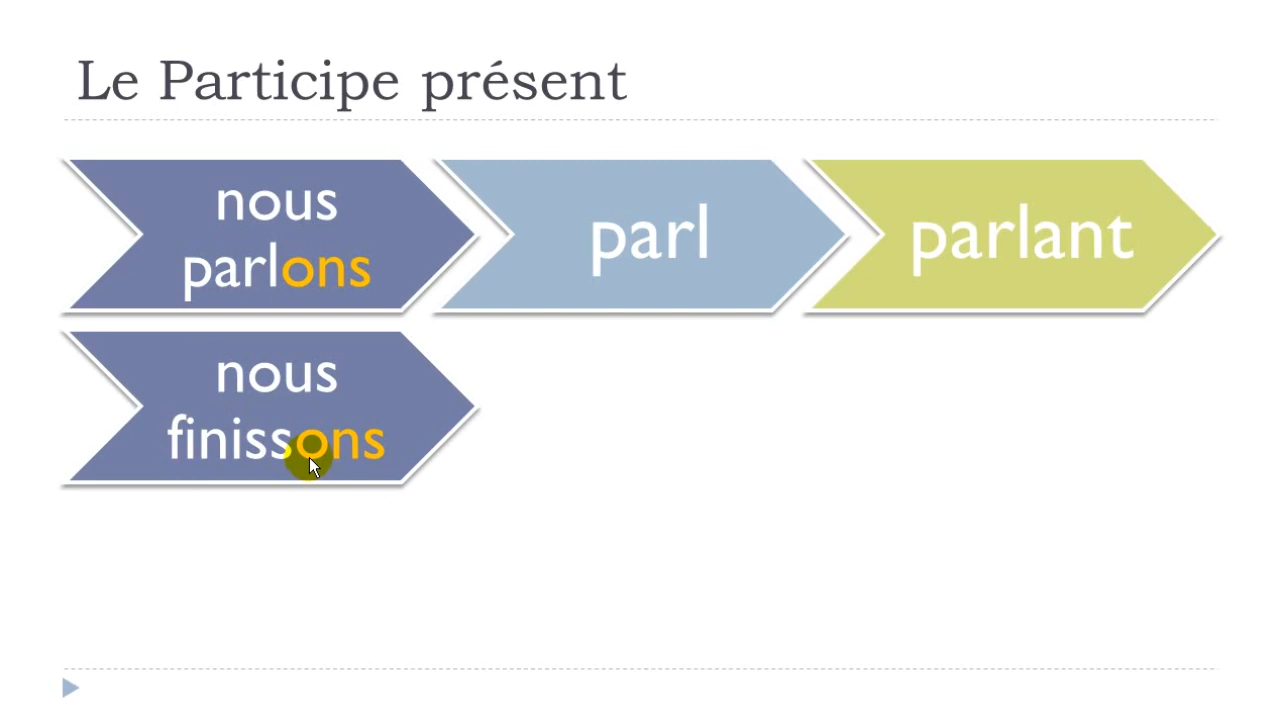 Le Participe présent
nous
parlons
parl
parlant
nous
finissons